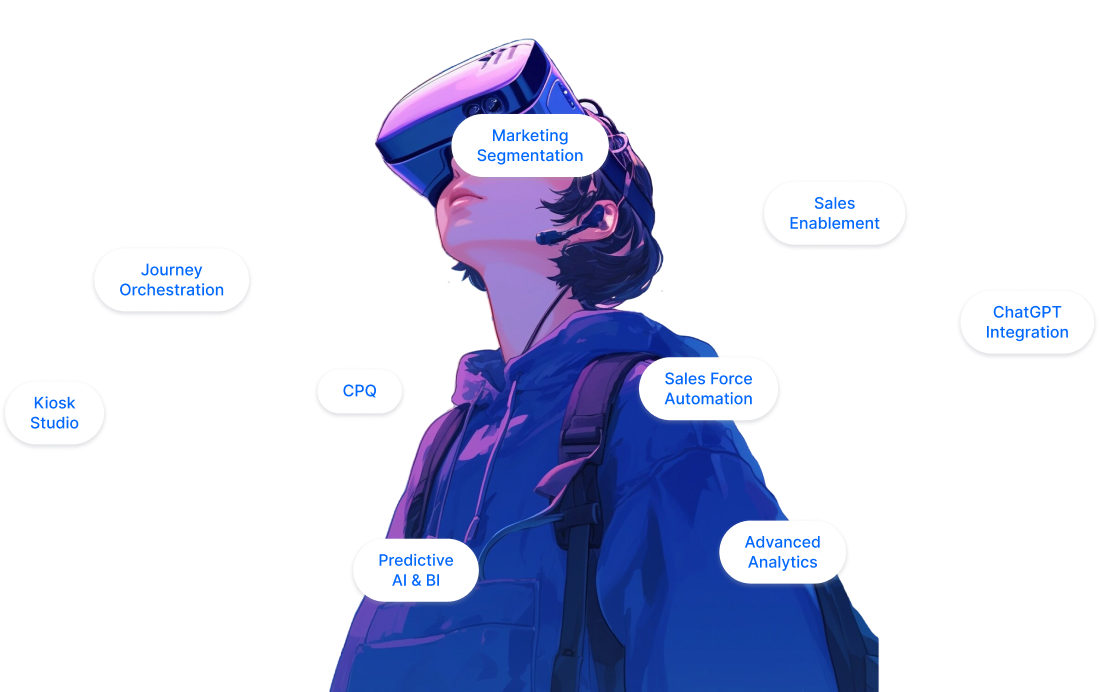 Marketing
Segmentation
Sales
Enablement
Journey
Orchestration
ChatGPT
Integration
CPQ
Sales Force
Automation
Kiosk
Studio
Advanced
Analytics
Predictive
AI & BI